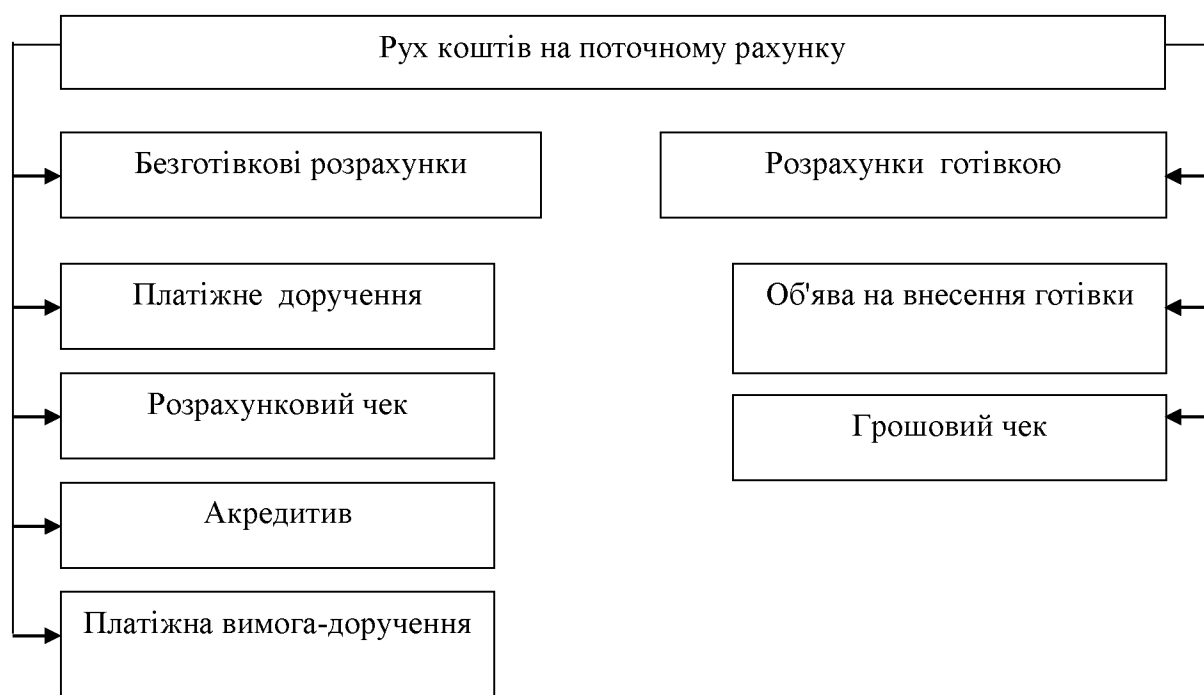 Рух коштів на поточному рахунку
Безготівкові розрахунки
Розрахунки готівкою
Платіжне доручення
Об'ява на внесення готівки
Розрахунковий чек
Грошовий чек
Акредитив
Платіжна вимога-доручення